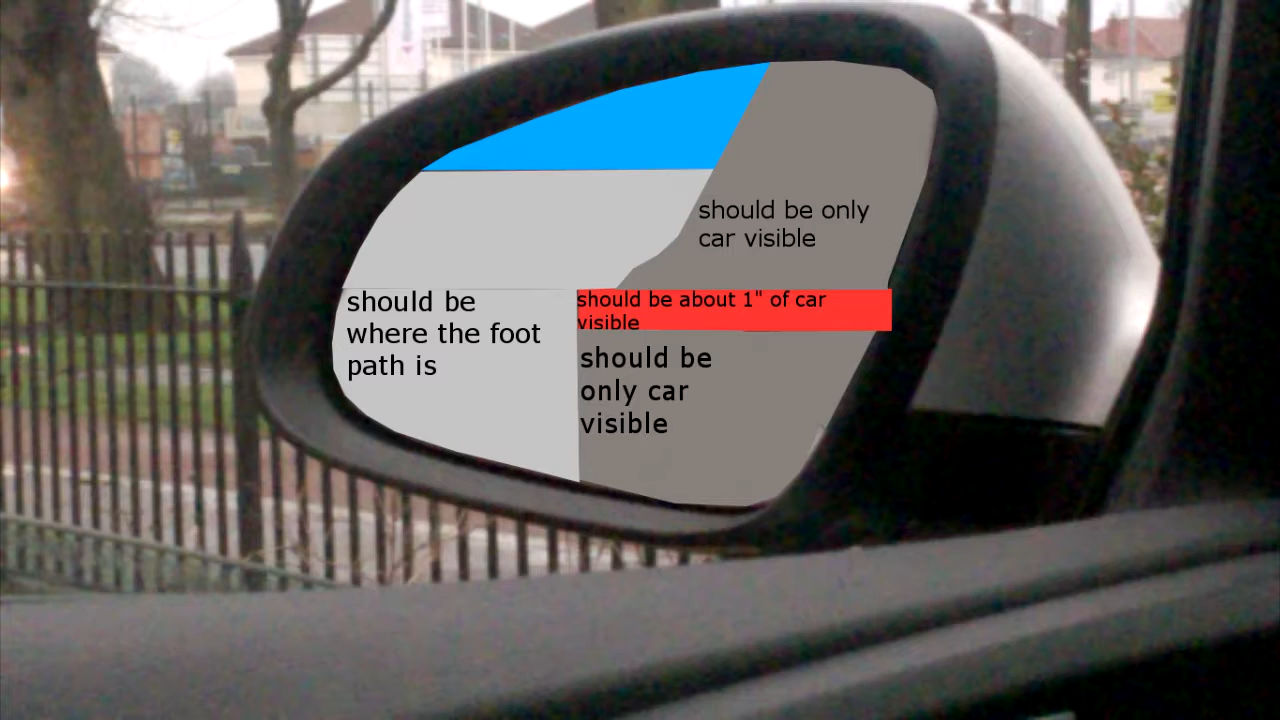 should be only
car visible
should be
where the foot
path is
should be about 1" of car
visible
should be
only car
visible